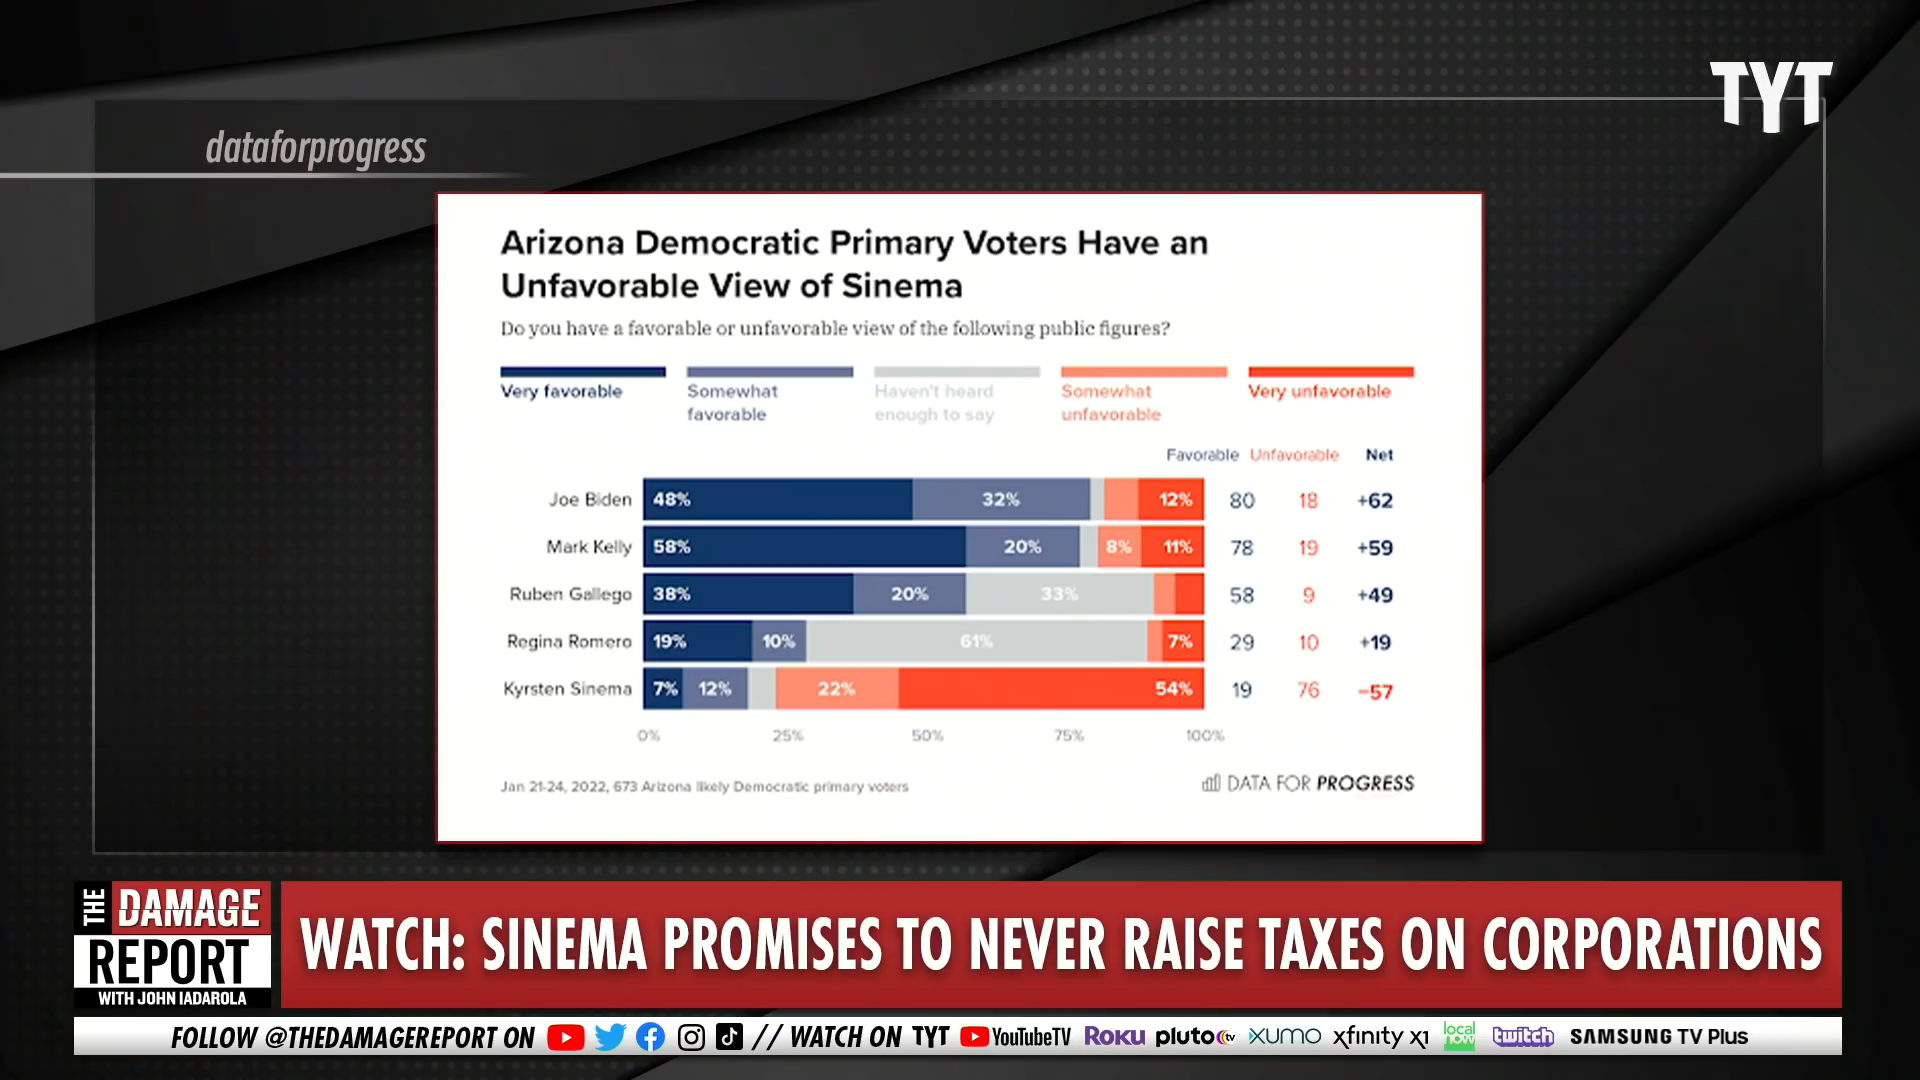 TYT
dataforprogress
Arizona Democratic Primary Voters Have an
Unfavorable View of Sinema
Do you have a favorable or unfavorable view of the following public figures?
Very favorable
Somewhat
favorable
Haven't heard
enough to say
Somewhat
unfavorable
Very unfavorable
Favorable Unfavorable Net
Joe Biden 48% 32% 12% 80 18 +62
Mark Kelly 58% 20% 8% 11% 78 19 +59
Ruben Gallego 38% 20% 33% 58 9 +49
Regina Romero 19% 10% 61% 7% 29 10 +19
Kyrsten Sinema 7% 12% 22% 54% 19 76 −57
0% 25% 50% 75% 100%
Jan 21-24, 2022, 673 Arizona likely Democratic primary voters
DATA FOR PROGRESS
THE DAMAGE
REPORT
WITH JOHN IADAROLA
WATCH: SINEMA PROMISES TO NEVER RAISE TAXES ON CORPORATIONS
FOLLOW @THEDAMAGEREPORT ON // WATCH ON TYT YouTubeTV ROKU pluto tv XUMO xfinity X1 local now twitch SAMSUNG TV Plus